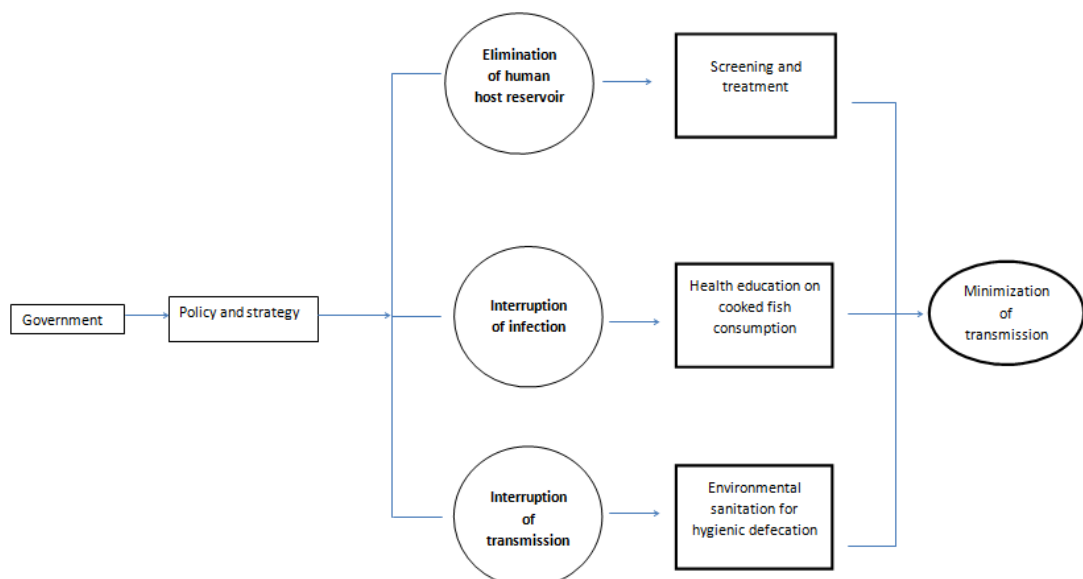 Elimination
of human
host reservoir
Screening and
treatment
Government
Policy and strategy
Interruption
of infection
Health education on
cooked fish
consumption
Minimization
of
transmission
Interruption
of
transmission
Environmental
sanitation for
hygienic defecation